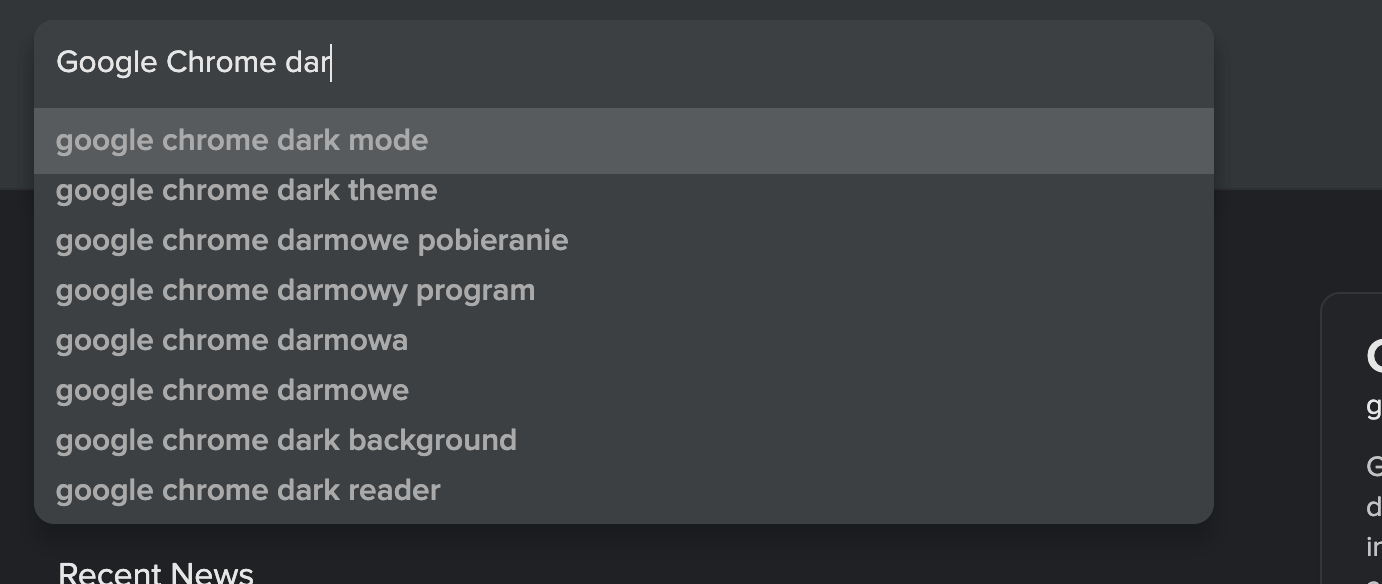 Google Chrome dar
google chrome dark mode
google chrome dark theme
google chrome darmowe pobieranie
google chrome darmowy program
google chrome darmowa
google chrome darmowe
google chrome dark background
google chrome dark reader
Recent News